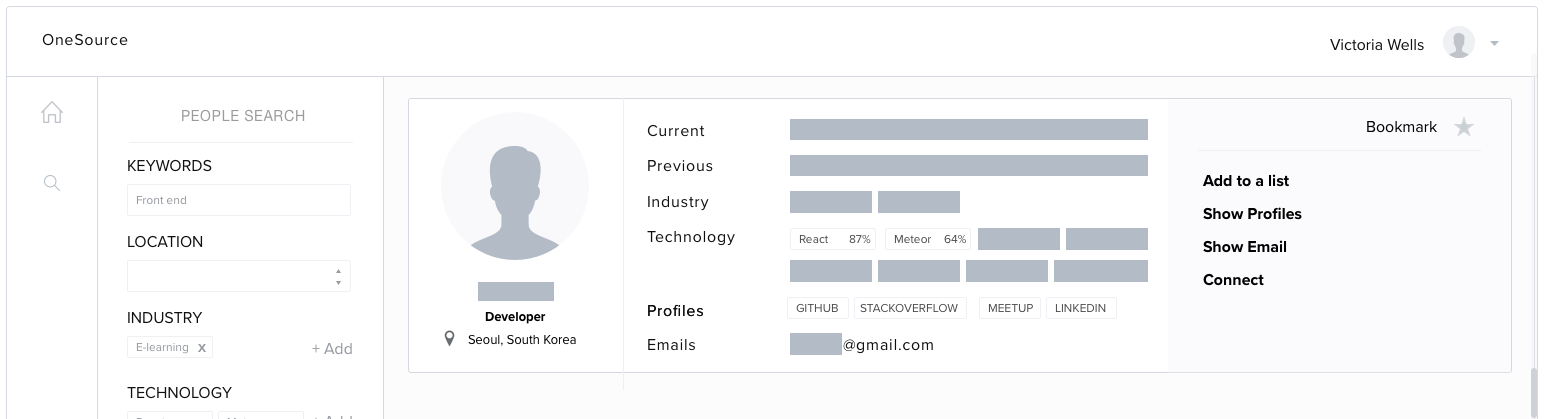 OneSource
Victoria Wells
PEOPLE SEARCH
KEYWORDS
Front end
LOCATION
INDUSTRY
E-learning X
+ Add
TECHNOLOGY
Developer
Seoul, South Korea
Current
Previous
Industry
Technology React 87% Meteor 64%
Profiles GITHUB STACKOVERFLOW MEETUP LINKEDIN
Emails @gmail.com
Bookmark
Add to a list
Show Profiles
Show Email
Connect